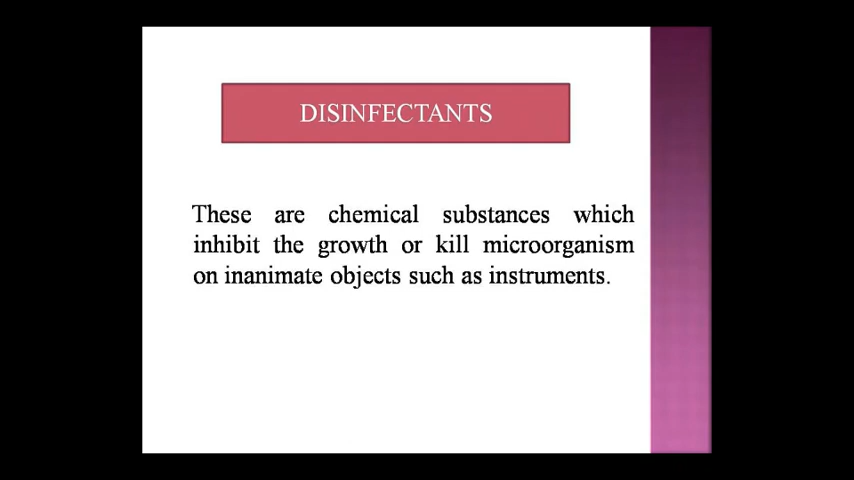 DISINFECTANTS
These are chemical substances which
inhibit the growth or kill microorganism
on inanimate objects such as instruments.